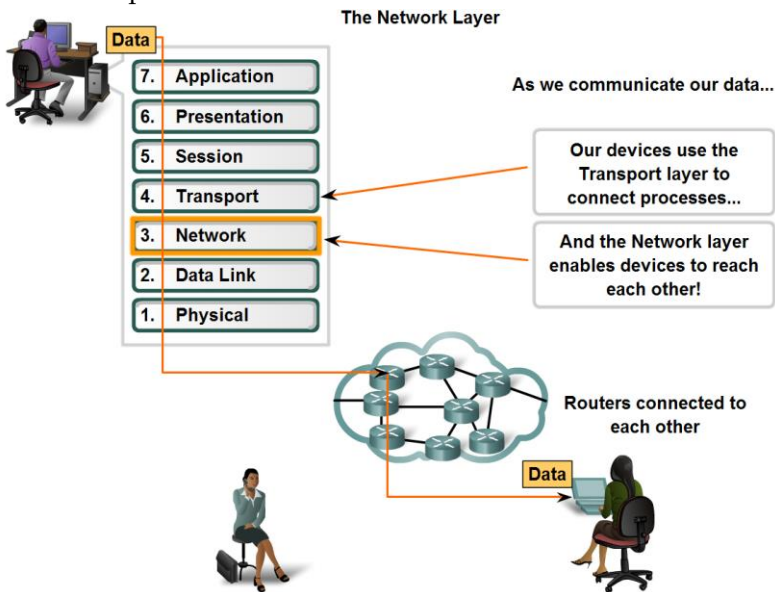 The Network Layer
Data
7. Application
6. Presentation
5. Session
4. Transport
3. Network
2. Data Link
1. Physical
As we communicate our data...
Our devices use the
Transport layer to
connect processes...
And the Network layer
enables devices to reach
each other!
Routers connected to
each other
Data